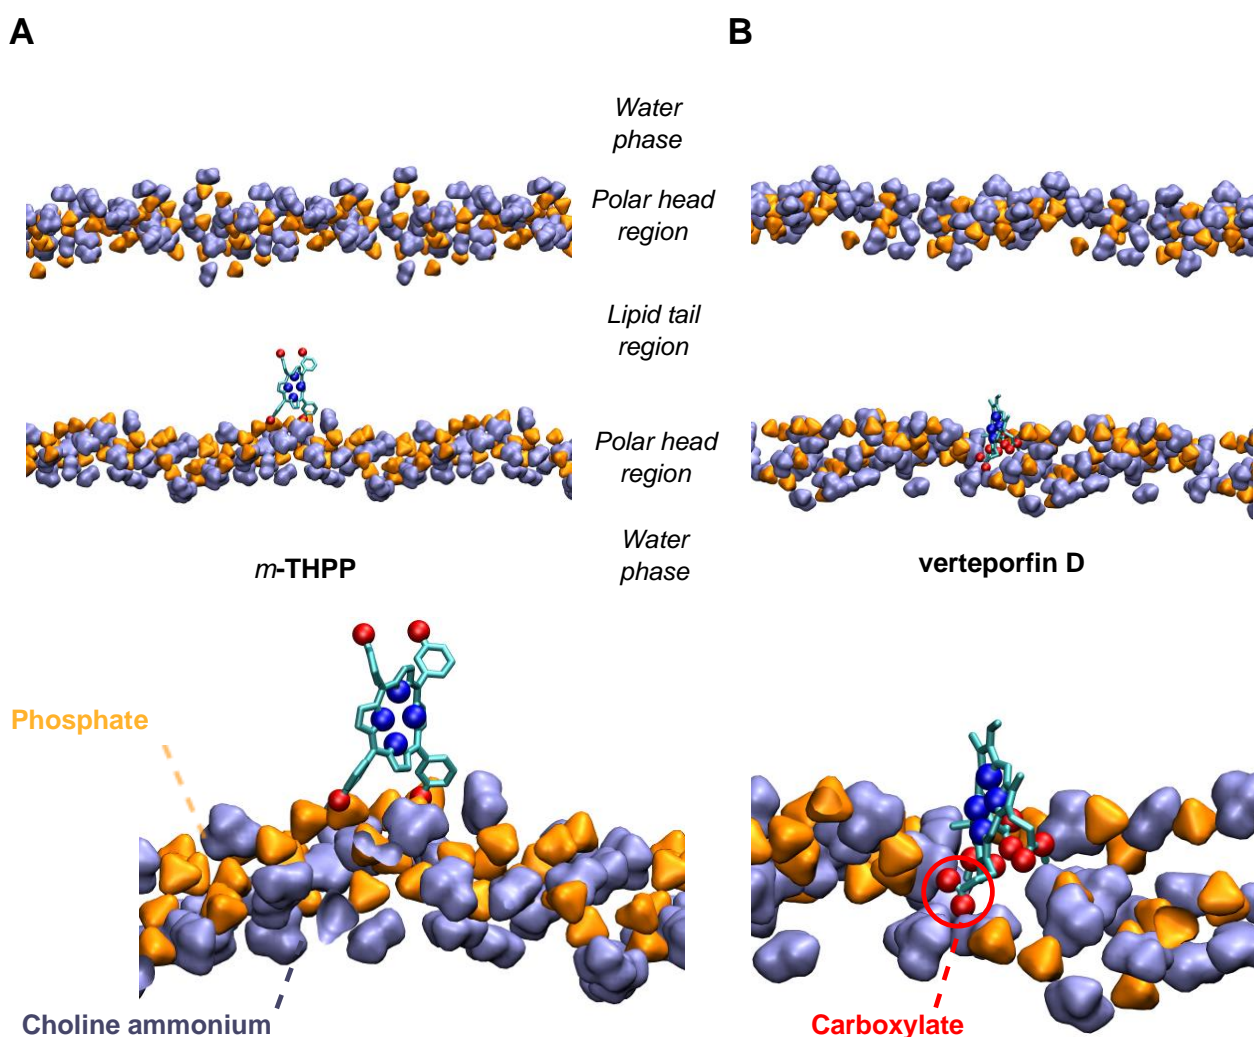 A
B
Water
phase
Polar head
region
Lipid tail
region
Polar head
region
Water
phase
m-THPP
verteporfin D
Phosphate
Choline ammonium
Carboxylate